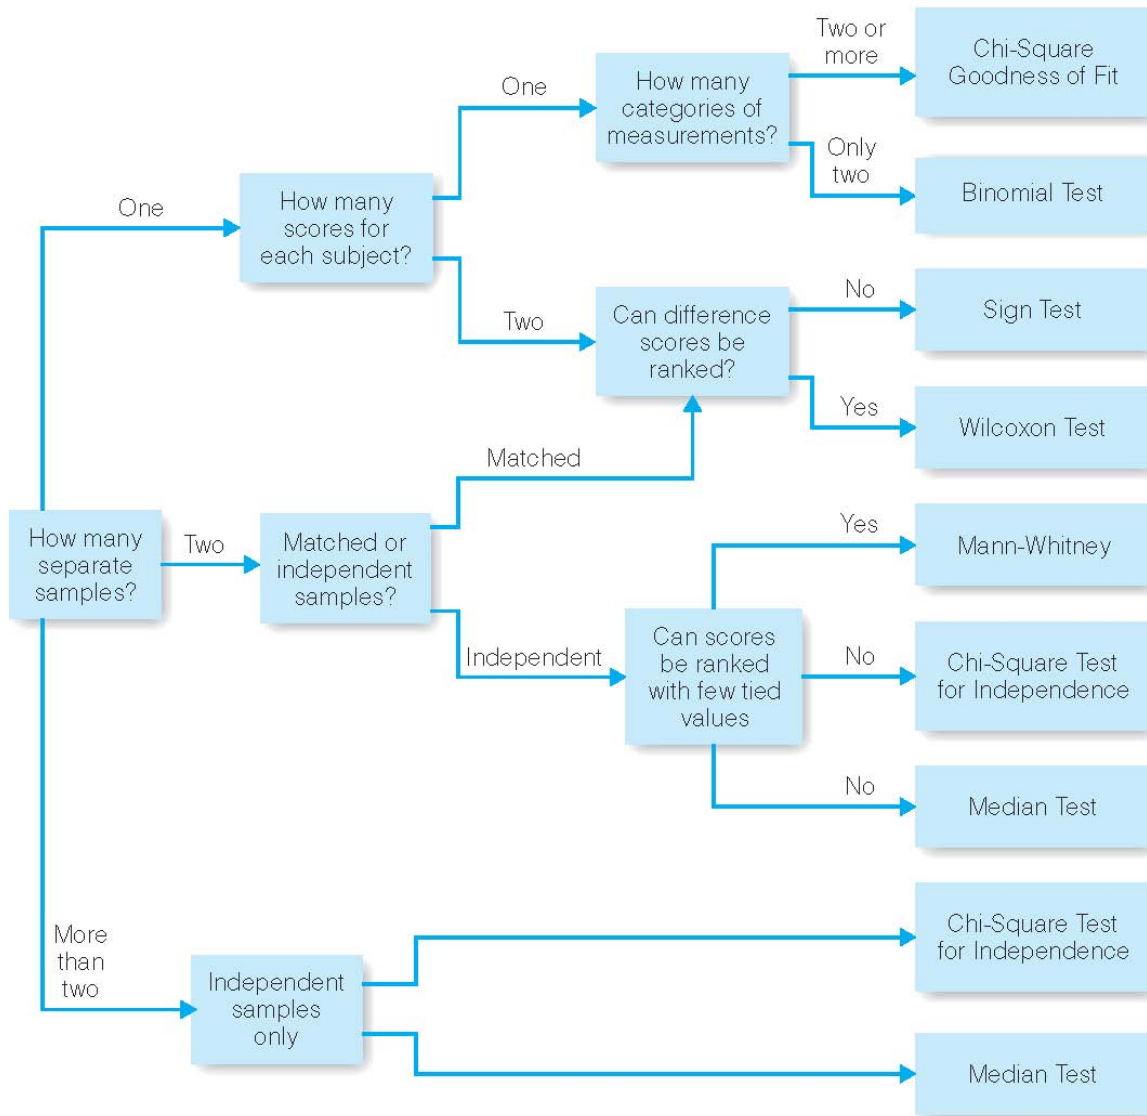 Two or
more
Chi-Square
Goodness of Fit
One
How many
categories of
measurements?
Only
two
Binomial Test
One
How many
scores for
each subject?
Two
Can difference
scores be
ranked?
No
Sign Test
Yes
Wilcoxon Test
Matched
How many
separate
samples?
Two
Matched or
independent
samples?
Yes
Mann-Whitney
Independent
Can scores
be ranked
with few tied
values
No
Chi-Square Test
for Independence
No
Median Test
More
than
two
Independent
samples
only
Chi-Square Test
for Independence
Median Test